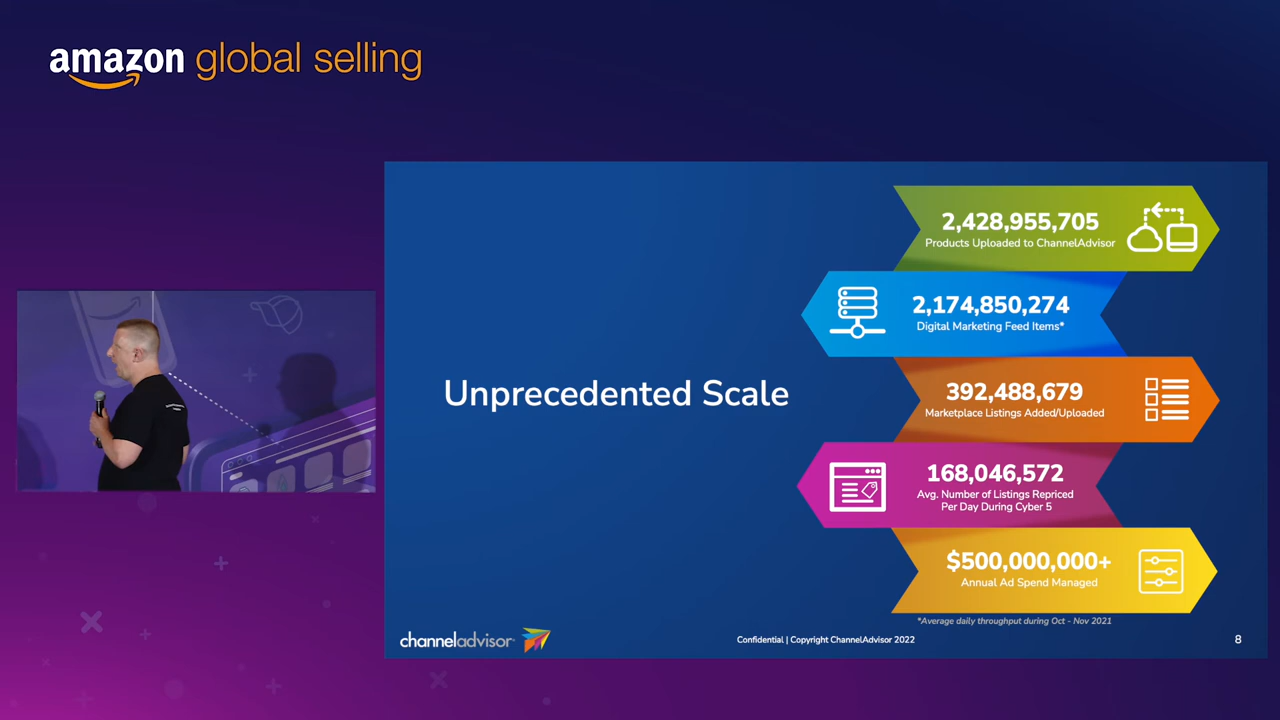 amazon global selling
2,428,955,705
Products Uploaded to ChannelAdvisor
2,174,850,274
Digital Marketing Feed Items*
Unprecedented Scale
392,488,679
Marketplace Listings Added/Uploaded
168,046,572
Avg. Number of Listings Repriced
Per Day During Cyber 5
$500,000,000+
Annual Ad Spend Managed
*Average daily throughput during Oct - Nov 2021
channeladvisor
Confidential | Copyright ChannelAdvisor 2022
8